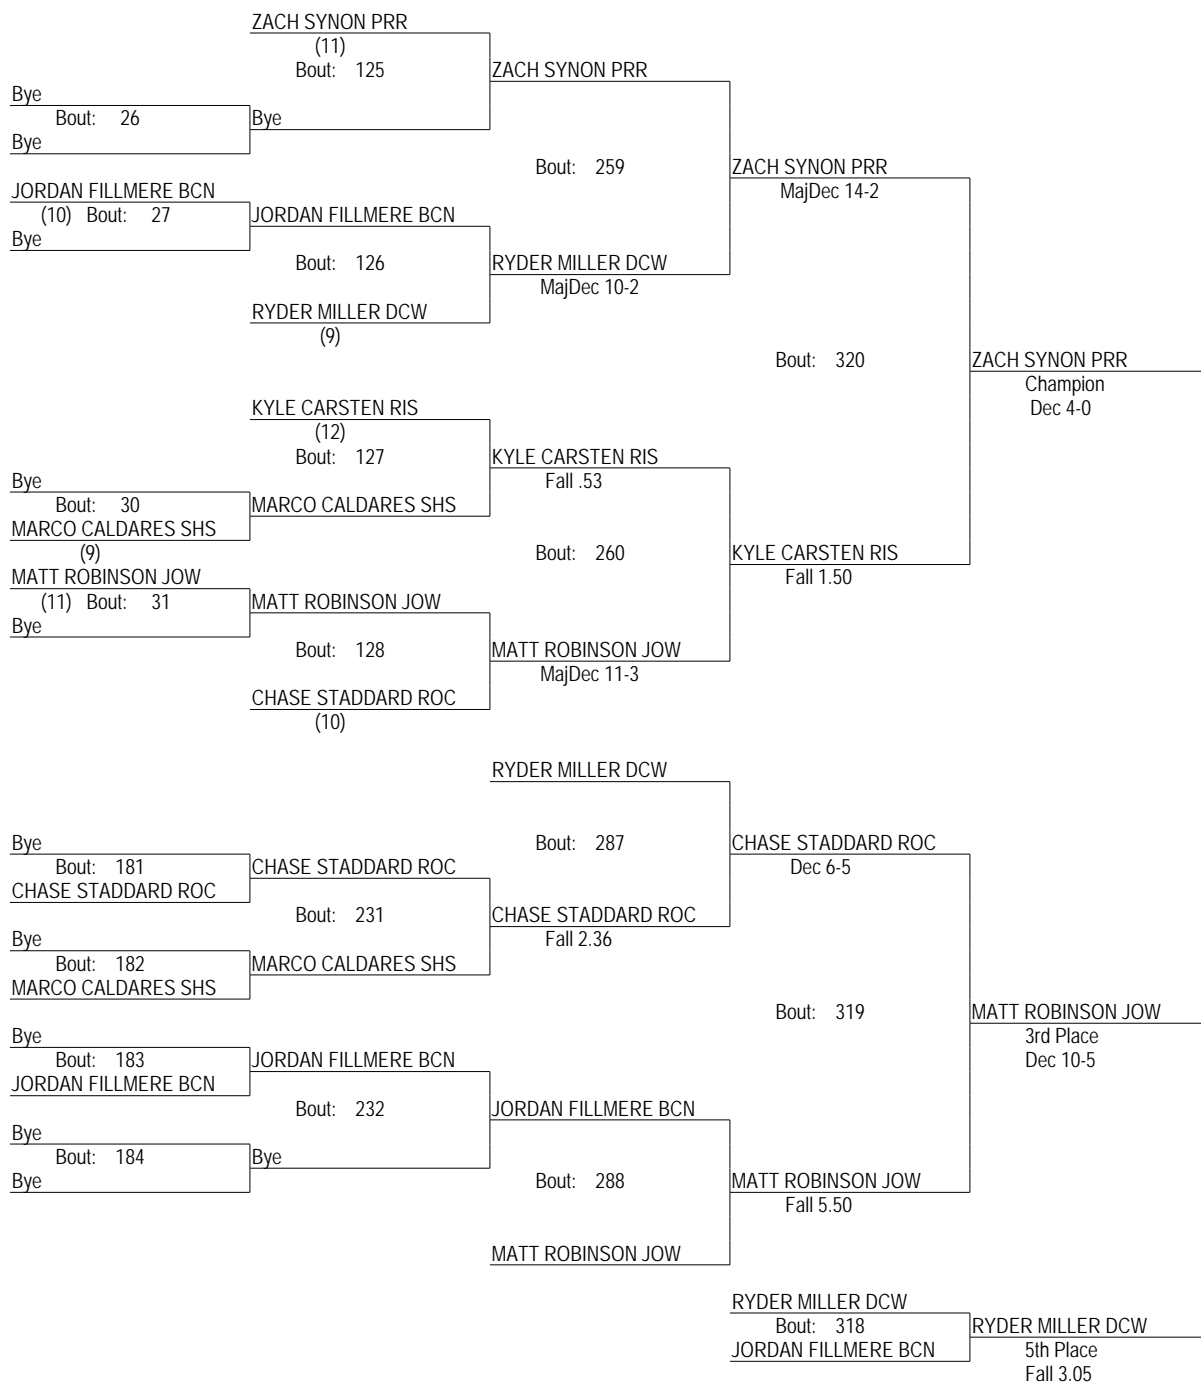 ZACH SYNON PRR
(11)
Bout: 125
ZACH SYNON PRR
Bye
Bout: 26
Bye
Bye
Bout: 259
ZACH SYNON PRR
MajDec 14-2
JORDAN FILLMERE BCN
(10) Bout: 27
JORDAN FILLMERE BCN
Bye
Bout: 126
RYDER MILLER DCW
MajDec 10-2
RYDER MILLER DCW
(9)
Bout: 320
ZACH SYNON PRR
Champion
Dec 4-0
KYLE CARSTEN RIS
(12)
Bout: 127
KYLE CARSTEN RIS
Fall .53
Bye
Bout: 30
MARCO CALDARES SHS
MARCO CALDARES SHS
(9)
Bout: 260
KYLE CARSTEN RIS
Fall 1.50
MATT ROBINSON JOW
(11) Bout: 31
MATT ROBINSON JOW
Bye
Bout: 128
MATT ROBINSON JOW
MajDec 11-3
CHASE STADDARD ROC
(10)
RYDER MILLER DCW
Bout: 287
CHASE STADDARD ROC
Dec 6-5
Bye
Bout: 181
CHASE STADDARD ROC
CHASE STADDARD ROC
Bout: 231
CHASE STADDARD ROC
Fall 2.36
Bye
Bout: 182
MARCO CALDARES SHS
MARCO CALDARES SHS
Bout: 319
MATT ROBINSON JOW
3rd Place
Dec 10-5
Bye
Bout: 183
JORDAN FILLMERE BCN
JORDAN FILLMERE BCN
Bout: 232
JORDAN FILLMERE BCN
Bye
Bout: 184
Bye
Bye
Bout: 288
MATT ROBINSON JOW
Fall 5.50
MATT ROBINSON JOW
RYDER MILLER DCW
Bout: 318
RYDER MILLER DCW
JORDAN FILLMERE BCN
5th Place
Fall 3.05